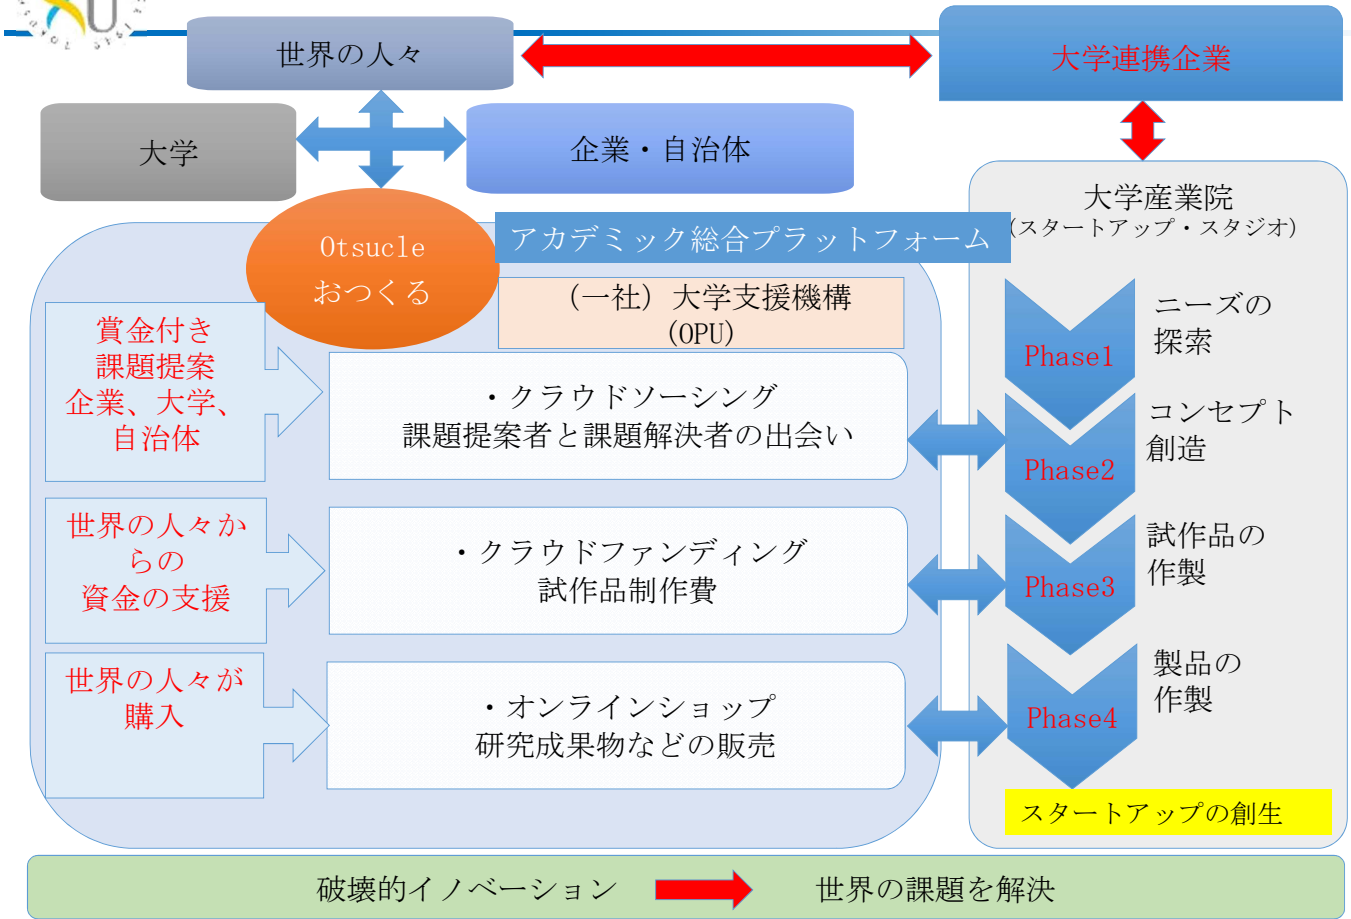 世界の人々
大学連携企業
大学
企業・自治体
Otsucle
おつくる
アカデミック総合プラットフォーム
(一社)大学支援機構
(OPU)
賞金付き
課題提案
企業、大学、
自治体
・クラウドソーシング
課題提案者と課題解決者の出会い
世界の人々か
らの
資金の支援
・クラウドファンディング
試作品制作費
世界の人々が
購入
・オンラインショップ
研究成果物などの販売
大学産業院
(スタートアップ・スタジオ)
Phase1
ニーズの
探索
Phase2
コンセプト
創造
Phase3
試作品の
作製
Phase4
製品の
作製
スタートアップの創生
破壊的イノベーション
世界の課題を解決